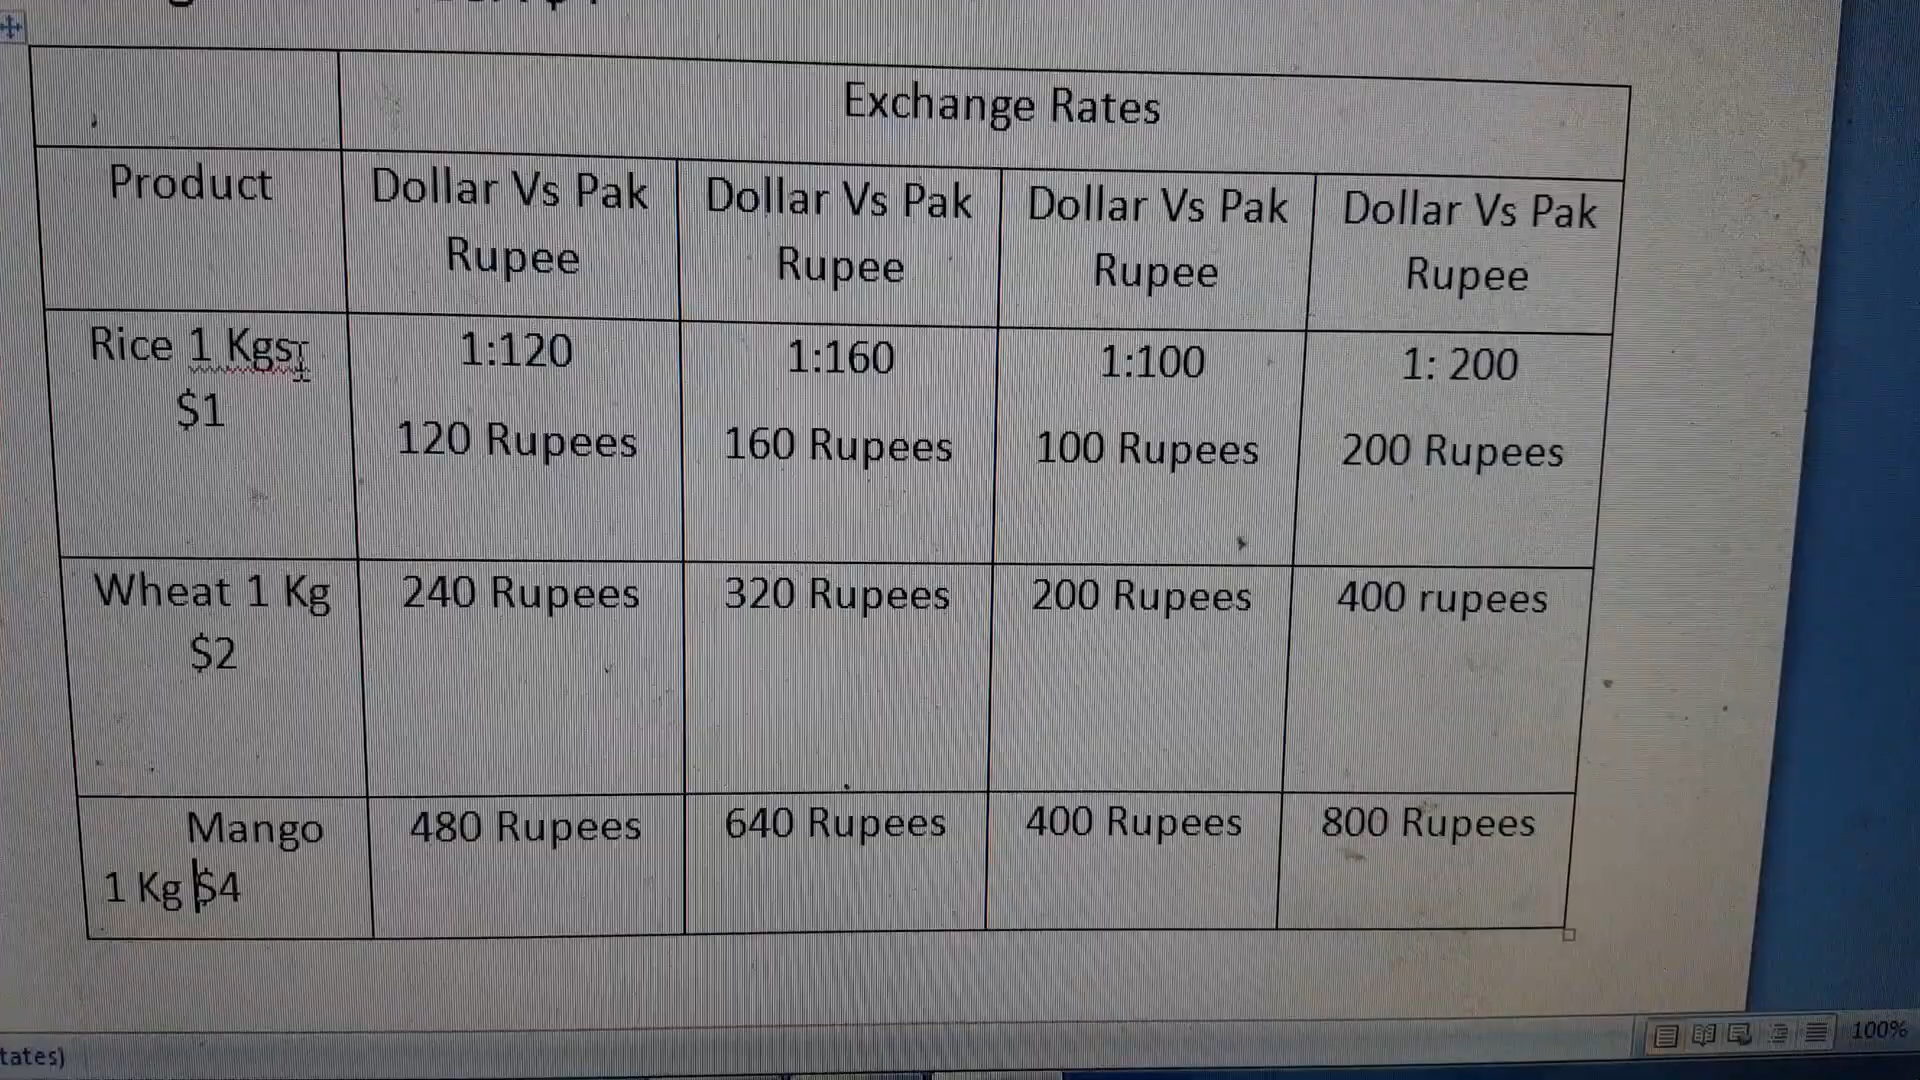 Exchange Rates
Product
Dollar Vs Pak
Rupee
Dollar Vs Pak
Rupee
Dollar Vs Pak
Rupee
Dollar Vs Pak
Rupee
Rice 1 Kgs
$1
1:120
120 Rupees
1:160
160 Rupees
1:100
100 Rupees
1: 200
200 Rupees
Wheat 1 Kg
$2
240 Rupees
320 Rupees
200 Rupees
400 rupees
Mango
1 Kg $4
480 Rupees
640 Rupees
400 Rupees
800 Rupees
tates)
100%